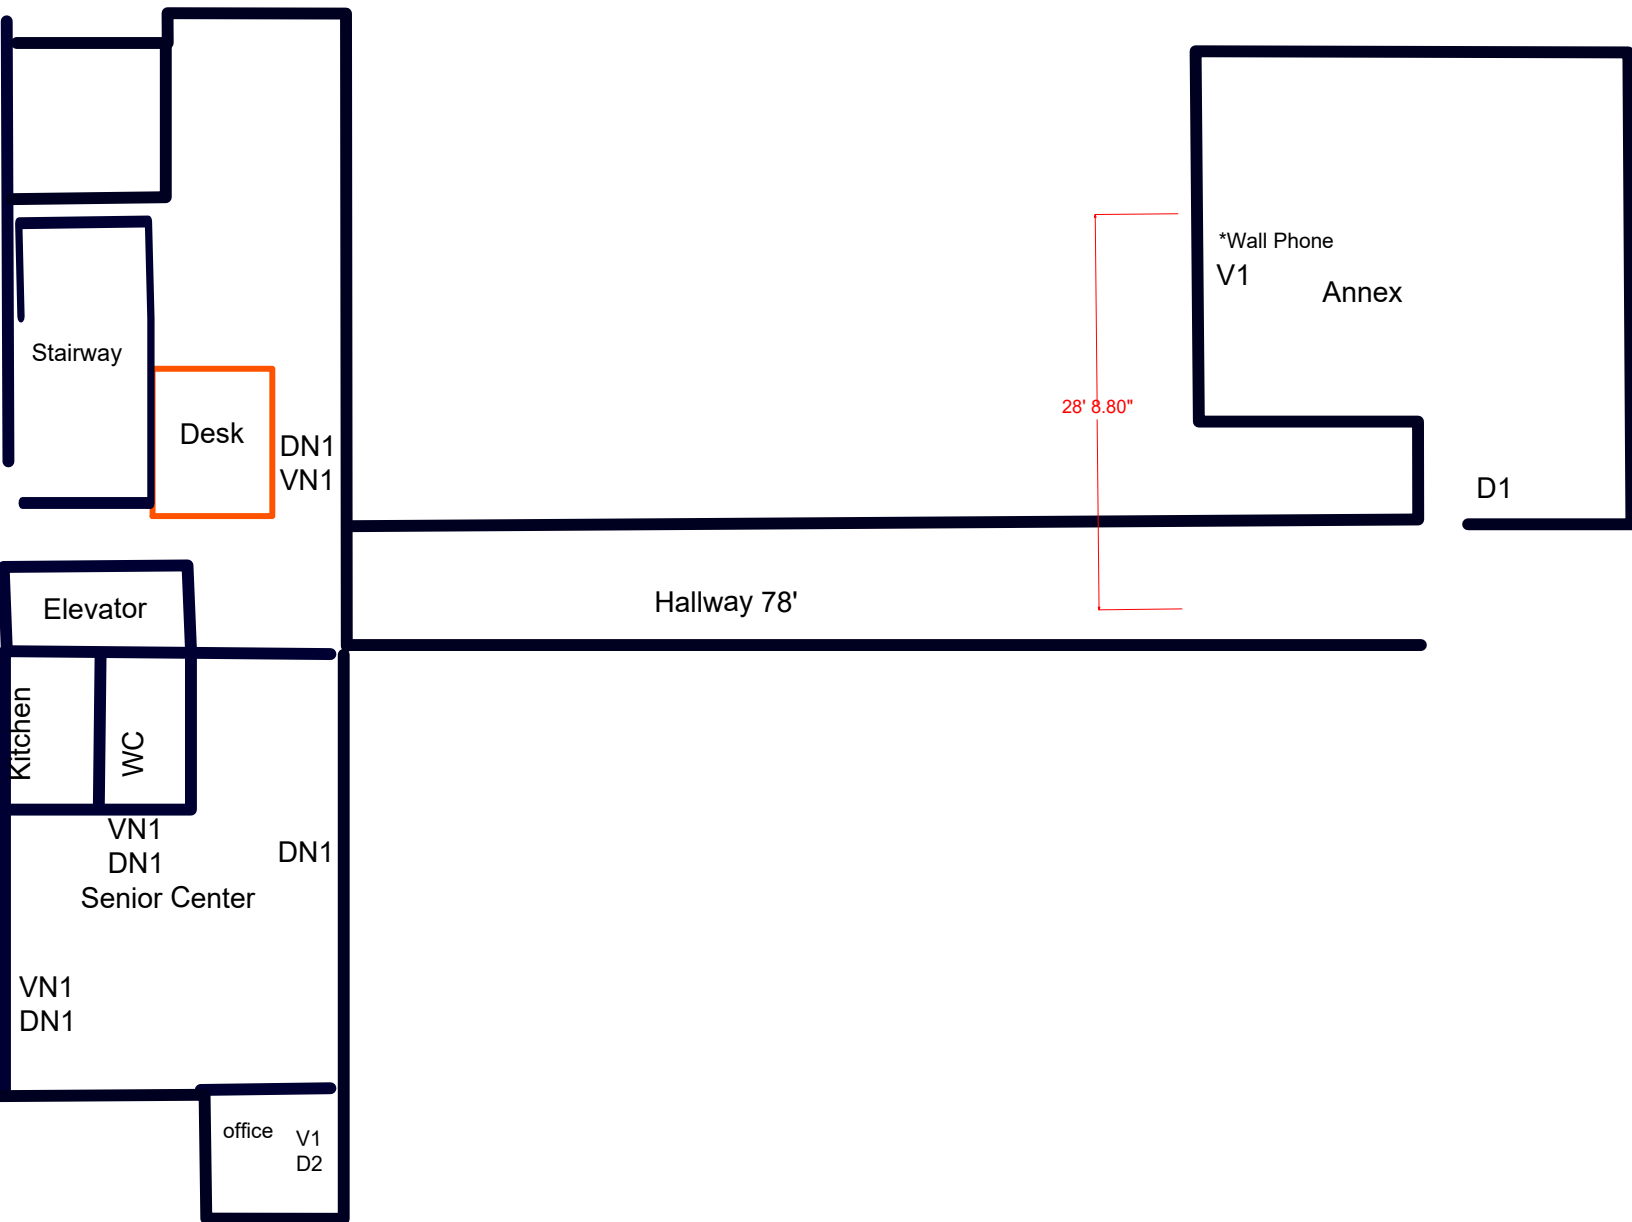 *Wall Phone
V1
Annex
Stairway
28' 8.80"
Desk
DN1
VN1
D1
Elevator
Hallway 78'
Kitchen
WC
VN1
DN1
DN1
Senior Center
VN1
DN1
office
V1
D2